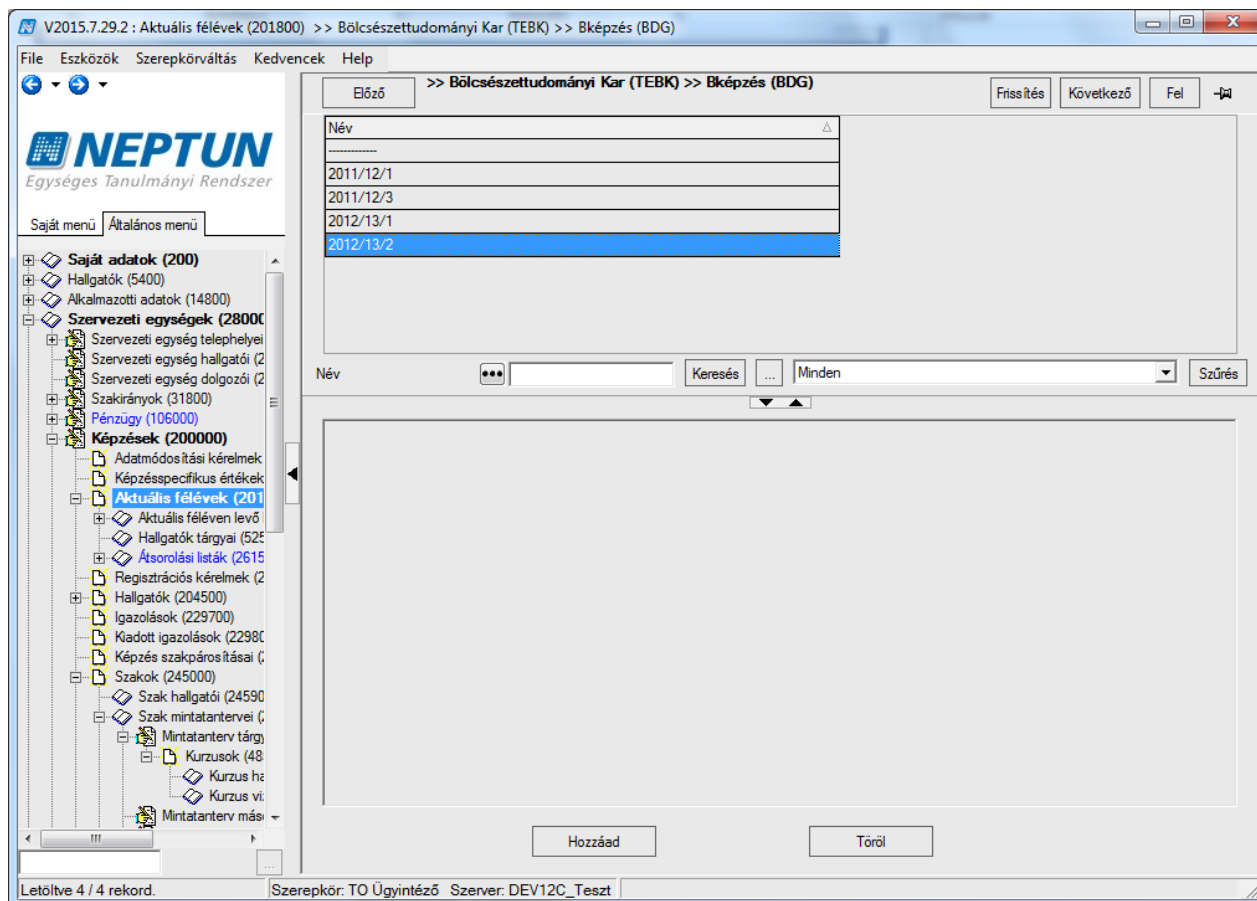 V2015.7.29.2 : Aktuális félévek (201800) >> Bölcsészettudományi Kar (TEBK) >> Bképzés (BDG)
File Eszközök Szerepkörváltás Kedvencek Help
NEPTUN
Egységes Tanulmányi Rendszer
Saját menü Általános menü
Saját adatok (200)
Hallgatók (5400)
Alkalmazotti adatok (14800)
Szervezeti egységek (28000
Szervezeti egység telephelyei
Szervezeti egység hallgatói (2
Szervezeti egység dolgozói (2
Szakirányok (31800)
Pénzügy (106000)
Képzések (200000)
Adatmódosítási kérelmek
Képzésspecifikus értékek
Aktuális félévek (201
Aktuális féléven levő
Hallgatók tárgyai (525
Átsorolási listák (2615
Regisztrációs kérelmek (2
Hallgatók (204500)
Igazolások (229700)
Kiadott igazolások (22980
Képzés szakpárosításai (2
Szakok (245000)
Szak hallgatói (24590
Szak mintatantervei (2
Mintatanterv tárgy
Kurzusok (48
Kurzus ha
Kurzus vi
Mintatanterv más
...
Előző >> Bölcsészettudományi Kar (TEBK) >> Bképzés (BDG) Frissítés Következő Fel
Név
-------------
2011/12/1
2011/12/3
2012/13/1
2012/13/2
Név Keresés ... Minden Szűrés
Hozzáad Töröl
Letöltve 4 / 4 rekord. Szerepkör: TO Ügyintéző Szerver: DEV12C_Teszt